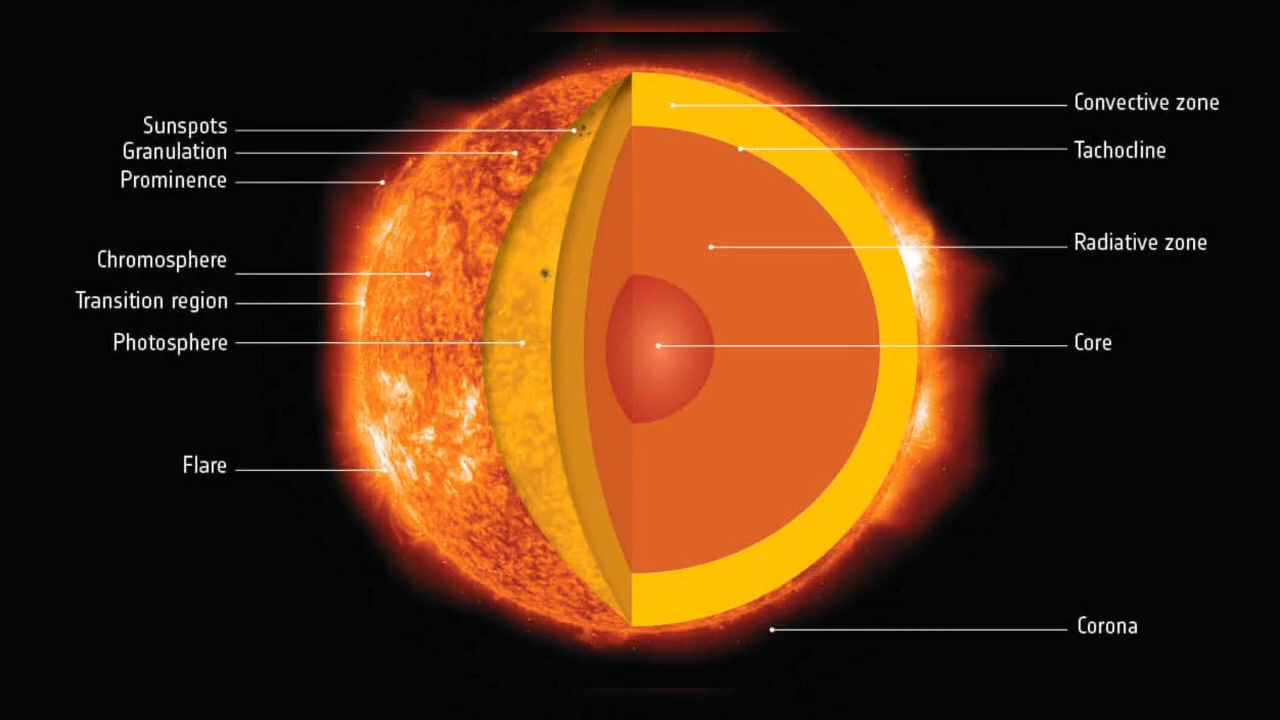 Sunspots
Granulation
Prominence
Chromosphere
Transition region
Photosphere
Flare
Convective zone
Tachocline
Radiative zone
Core
Corona